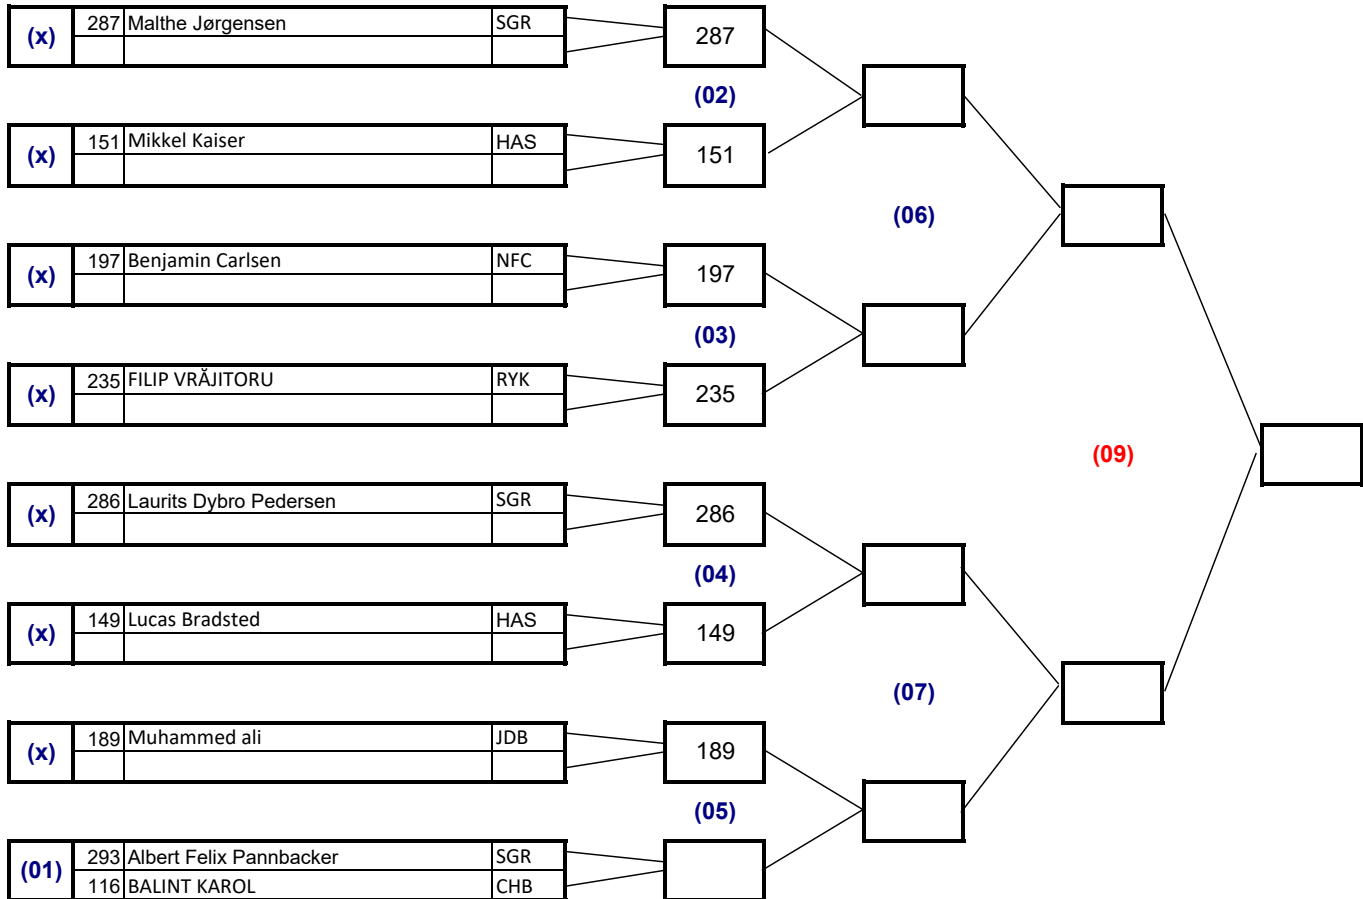 (x) 287 Malthe Jørgensen SGR 287
(02)
(x) 151 Mikkel Kaiser HAS 151
(06)
(x) 197 Benjamin Carlsen NFC 197
(03)
(x) 235 FILIP VRĂJITORU RYK 235
(09)
(x) 286 Laurits Dybro Pedersen SGR 286
(04)
(x) 149 Lucas Bradsted HAS 149
(07)
(x) 189 Muhammed ali JDB 189
(05)
(01) 293 Albert Felix Pannbacker SGR
116 BALINT KAROL CHB